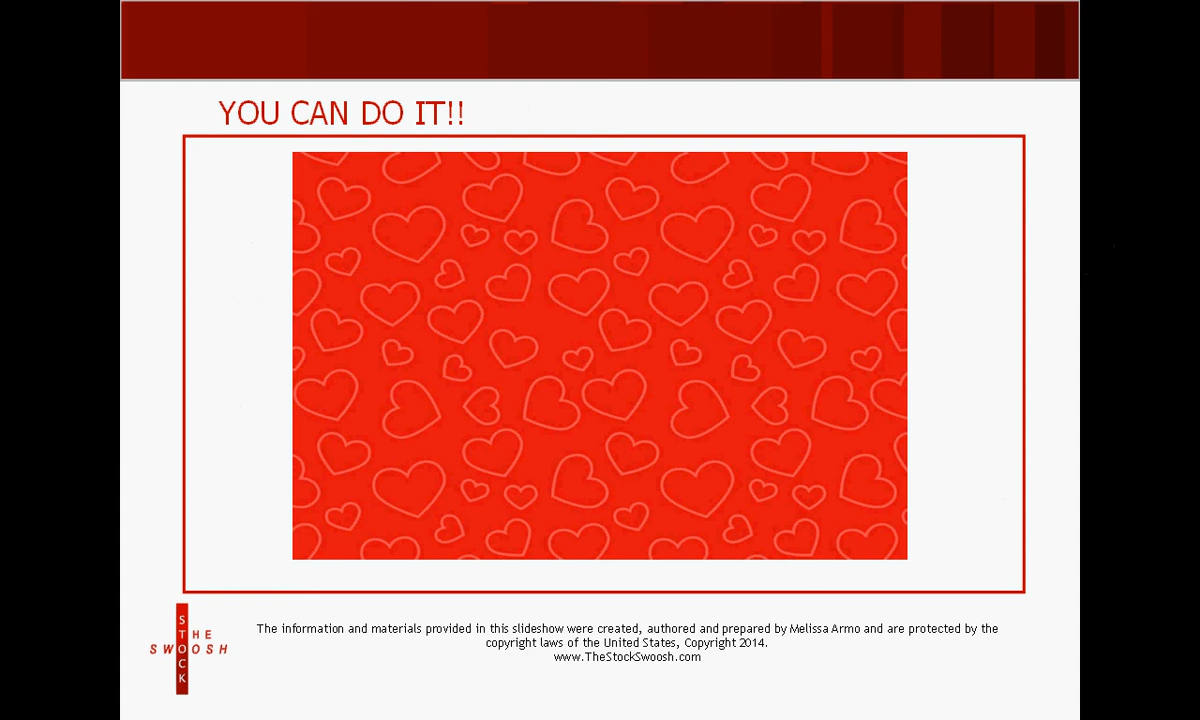 YOU CAN DO IT!!
THE
SWOOSH
STOCK
The information and materials provided in this slideshow were created, authored and prepared by Melissa Armo and are protected by the
copyright laws of the United States, Copyright 2014.
www.TheStockSwoosh.com